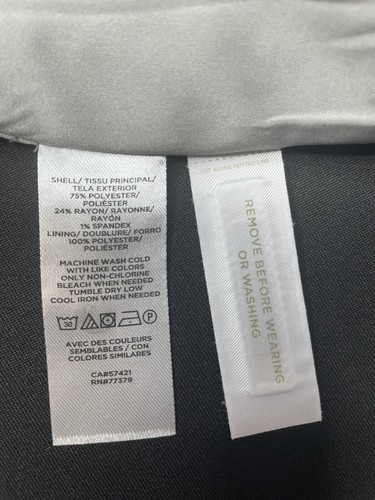 SHELL/ TISSU PRINCIPAL/
TELA EXTERIOR
75% POLYESTER/
POLIÉSTER
24% RAYON/ RAYONNE/
RAYÓN
1% SPANDEX
LINING/ DOUBLURE/ FORRO
100% POLYESTER/
POLIÉSTER
MACHINE WASH COLD
WITH LIKE COLORS
ONLY NON-CHLORINE
BLEACH WHEN NEEDED
TUMBLE DRY LOW
COOL IRON WHEN NEEDED
30 P
AVEC DES COULEURS
SEMBLABLES / CON
COLORES SIMILARES
CA#57421
RN#77379
REMOVE BEFORE WEARING
OR WASHING